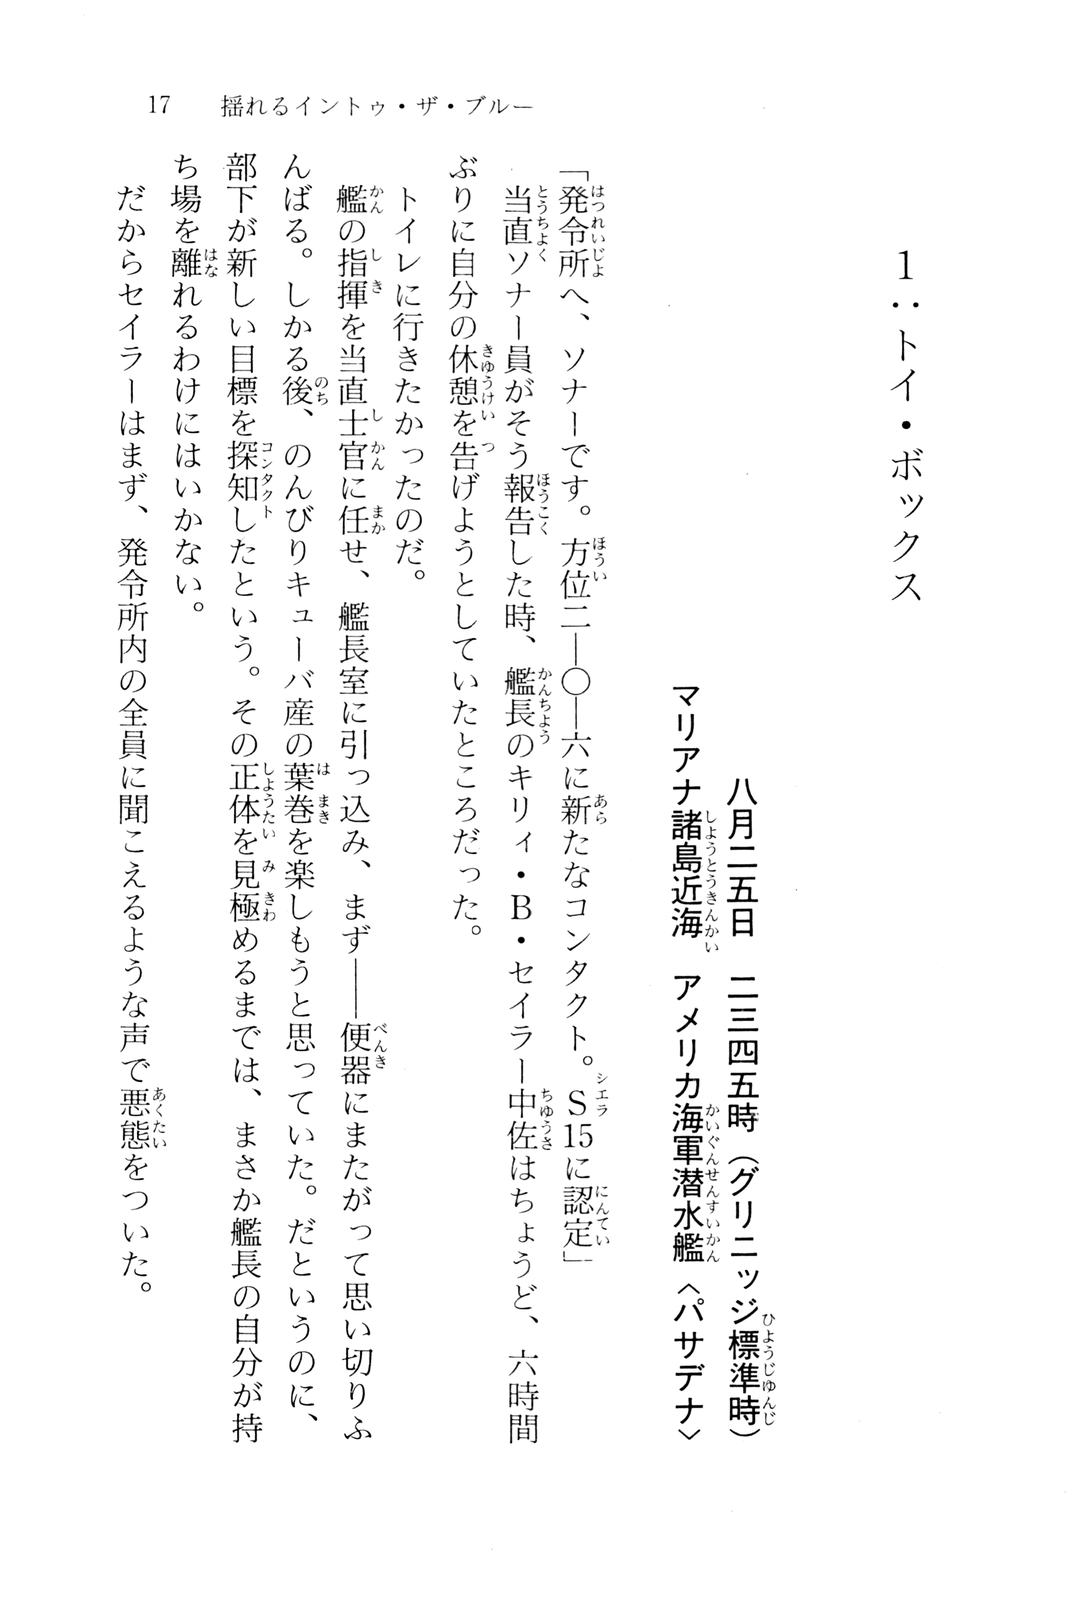 17　揺れるイントゥ・ザ・ブルー
1：トイ・ボックス
八月二五日　二三四五時（グリニッジ標準時）
マリアナ諸島近海　アメリカ海軍潜水艦〈パサデナ〉
「発令所へ、ソナーです。方位二―〇―六に新たなコンタクト。S15に認定」
当直ソナー員がそう報告した時、艦長のキリィ・B・セイラー中佐はちょうど、六時間
ぶりに自分の休憩を告げようとしていたところだった。
トイレに行きたかったのだ。
艦の指揮を当直士官に任せ、艦長室に引っ込み、まず――便器にまたがって思い切りふ
んばる。しかる後、のんびりキューバ産の葉巻を楽しもうと思っていた。だというのに、
部下が新しい目標を探知したという。その正体を見極めるまでは、まさか艦長の自分が持
ち場を離れるわけにはいかない。
だからセイラーはまず、発令所内の全員に聞こえるような声で悪態をついた。